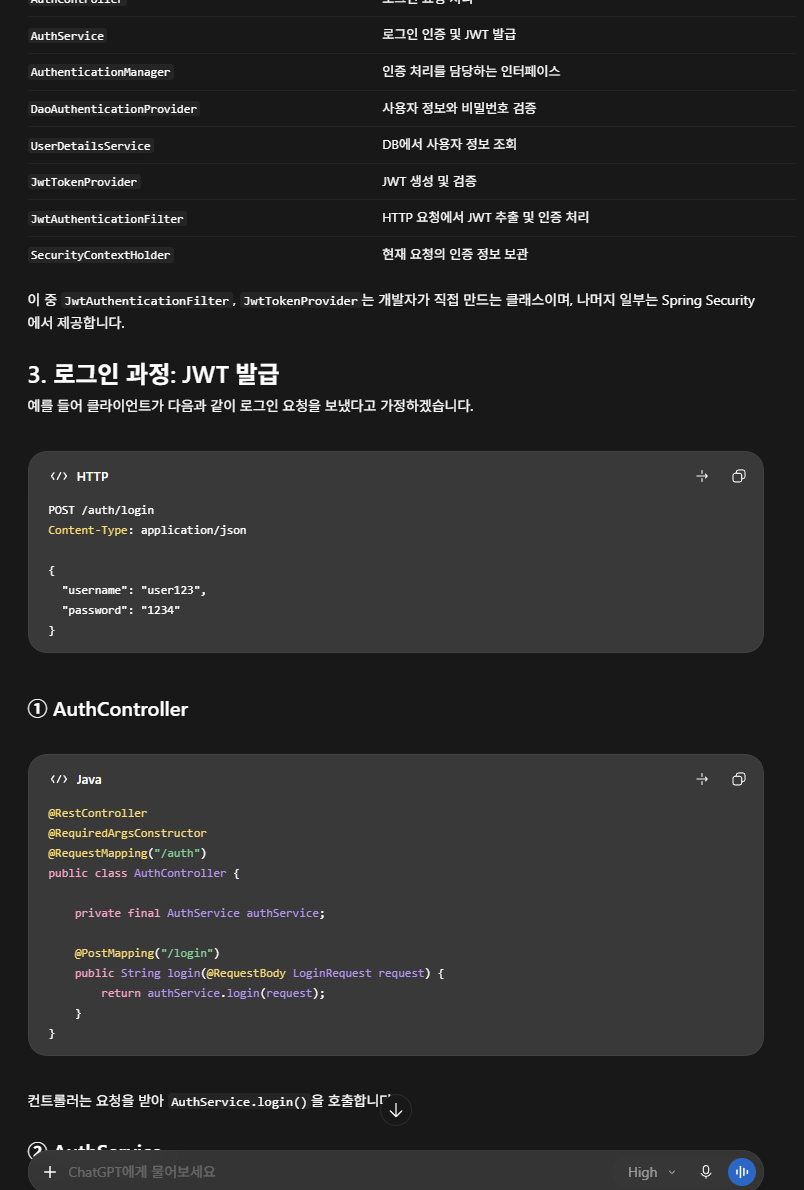 AuthController 로그인 요청 처리
AuthService 로그인 인증 및 JWT 발급
AuthenticationManager 인증 처리를 담당하는 인터페이스
DaoAuthenticationProvider 사용자 정보와 비밀번호 검증
UserDetailsService DB에서 사용자 정보 조회
JwtTokenProvider JWT 생성 및 검증
JwtAuthenticationFilter HTTP 요청에서 JWT 추출 및 인증 처리
SecurityContextHolder 현재 요청의 인증 정보 보관
이 중 JwtAuthenticationFilter, JwtTokenProvider는 개발자가 직접 만드는 클래스이며, 나머지 일부는 Spring Security
에서 제공합니다.
3. 로그인 과정: JWT 발급
예를 들어 클라이언트가 다음과 같이 로그인 요청을 보냈다고 가정하겠습니다.
</> HTTP
POST /auth/login
Content-Type: application/json
{
"username": "user123",
"password": "1234"
}
① AuthController
</> Java
@RestController
@RequiredArgsConstructor
@RequestMapping("/auth")
public class AuthController {
private final AuthService authService;
@PostMapping("/login")
public String login(@RequestBody LoginRequest request) {
return authService.login(request);
}
}
컨트롤러는 요청을 받아 AuthService.login()을 호출합니다
② AuthService
ChatGPT에게 물어보세요 High